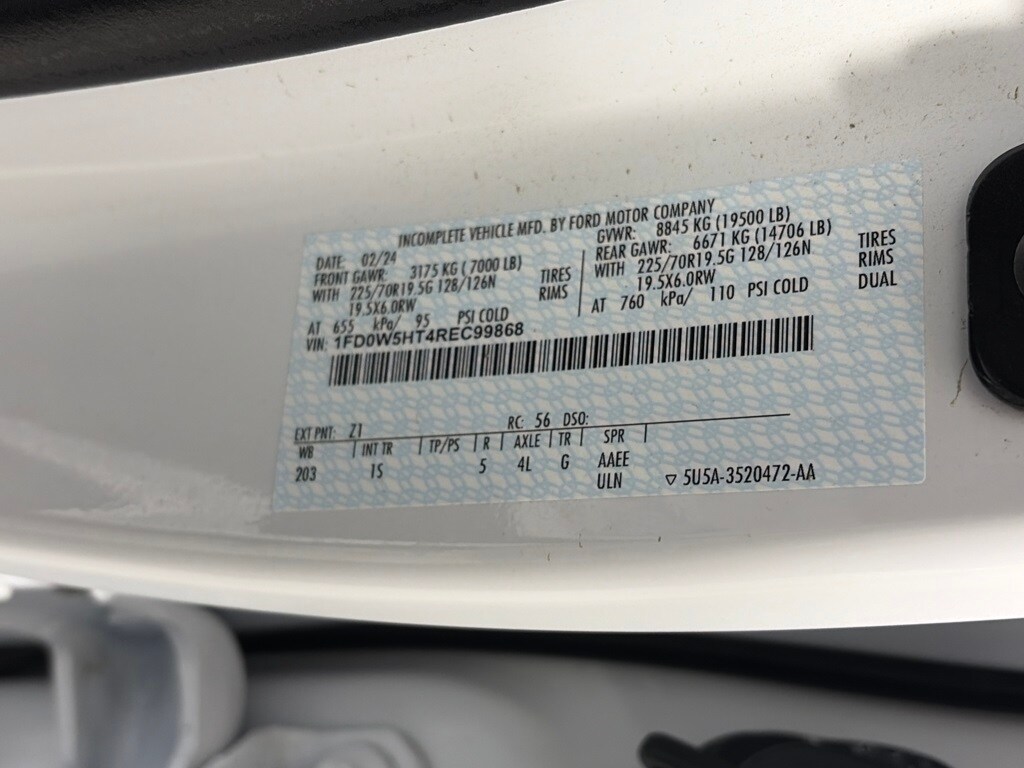 INCOMPLETE VEHICLE MFD. BY FORD MOTOR COMPANY
DATE: 02/24 GVWR: 8845 KG (19500 LB)
FRONT GAWR: 3175 KG ( 7000 LB) REAR GAWR: 6671 KG (14706 LB)
WITH 225/70R19.5G 128/126N TIRES WITH 225/70R19.5G 128/126N TIRES
19.5X6.0RW RIMS 19.5X6.0RW RIMS
AT 655 kPa/ 95 PSI COLD AT 760 kPa/ 110 PSI COLD DUAL
VIN: 1FD0W5HT4REC99868
EXT PNT: Z1 RC: 56 DSO:
WB INT TR TP/PS R AXLE TR SPR
203 1S 5 4L G AAEE
ULN ▽ 5U5A-3520472-AA